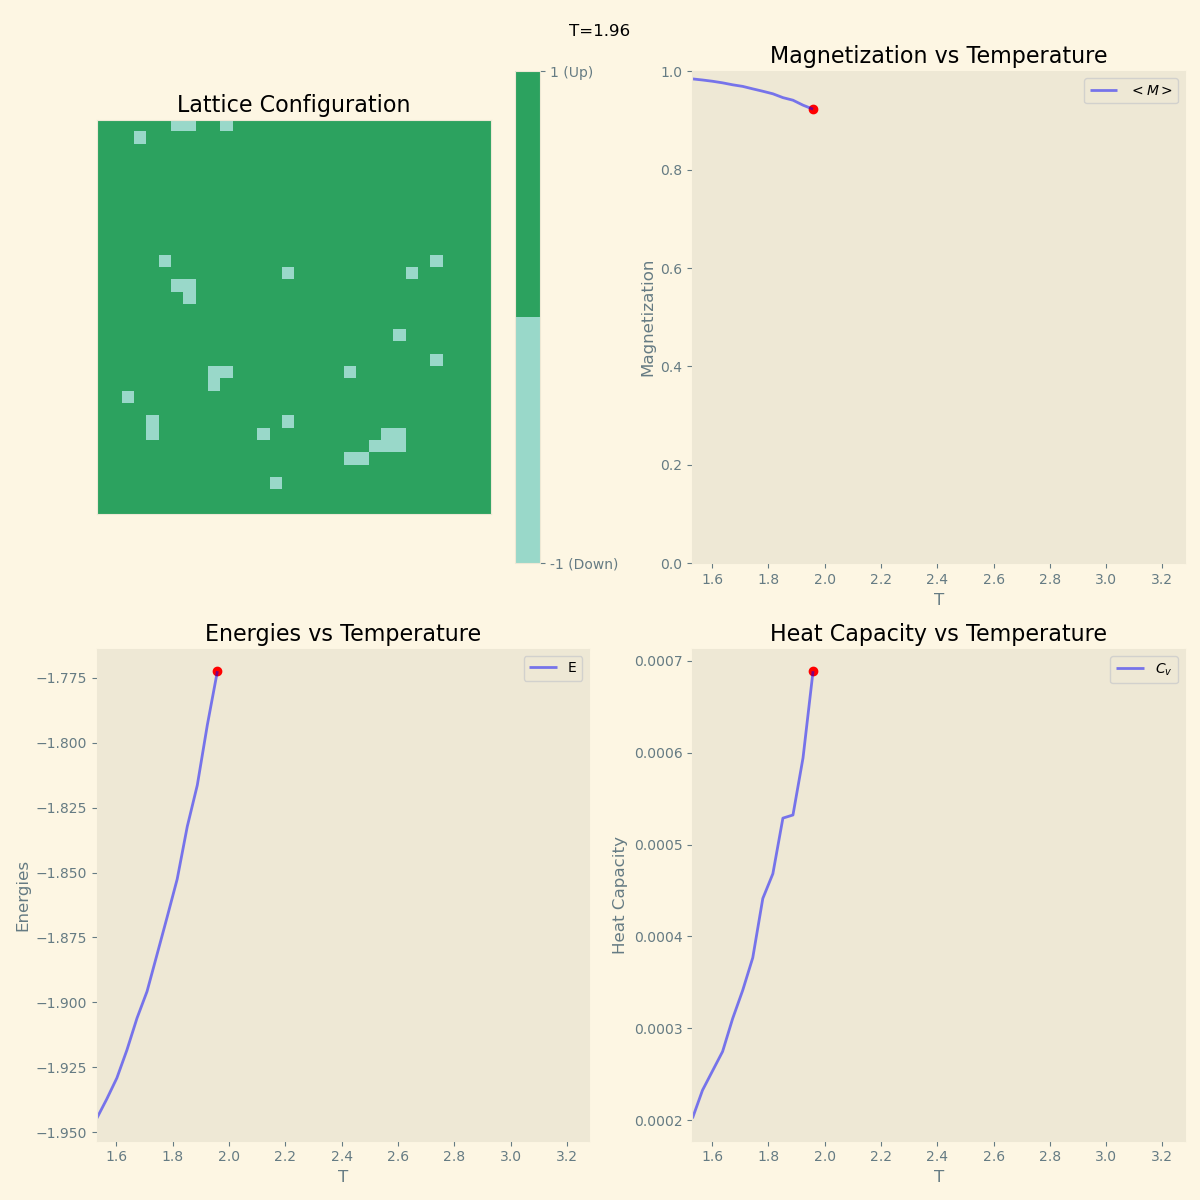 T=1.96
Lattice Configuration
1 (Up)
-1 (Down)
Magnetization vs Temperature
<M>
Magnetization
1.0
0.8
0.6
0.4
0.2
0.0
1.6 1.8 2.0 2.2 2.4 2.6 2.8 3.0 3.2
T
Energies vs Temperature
E
Energies
−1.775
−1.800
−1.825
−1.850
−1.875
−1.900
−1.925
−1.950
1.6 1.8 2.0 2.2 2.4 2.6 2.8 3.0 3.2
T
Heat Capacity vs Temperature
Cv
Heat Capacity
0.0007
0.0006
0.0005
0.0004
0.0003
0.0002
1.6 1.8 2.0 2.2 2.4 2.6 2.8 3.0 3.2
T